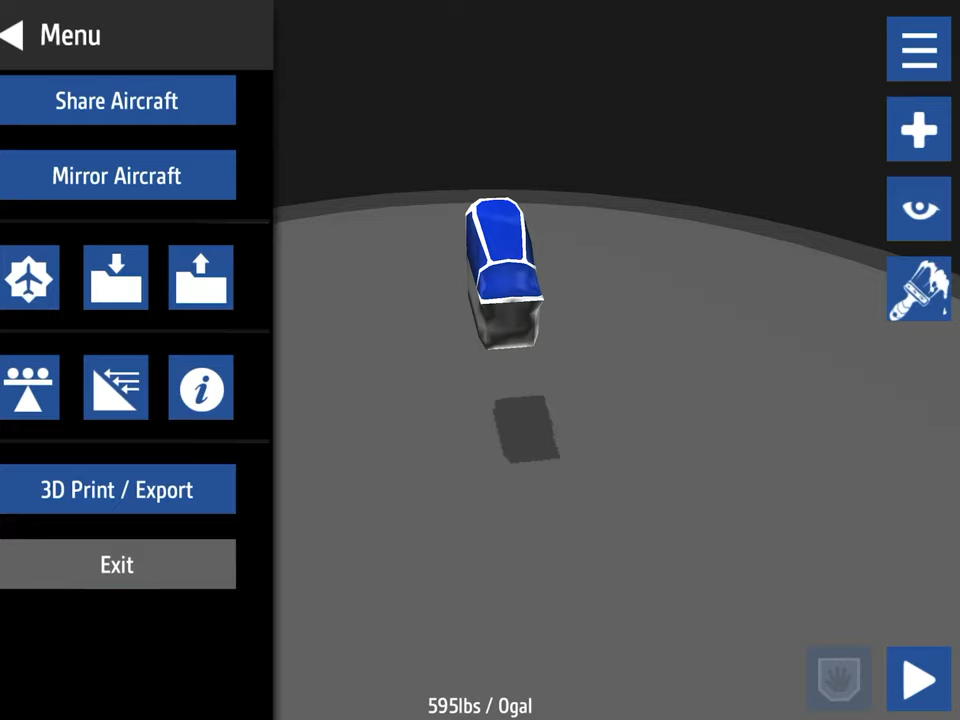 Menu
Share Aircraft
Mirror Aircraft
3D Print / Export
Exit
595lbs / 0gal